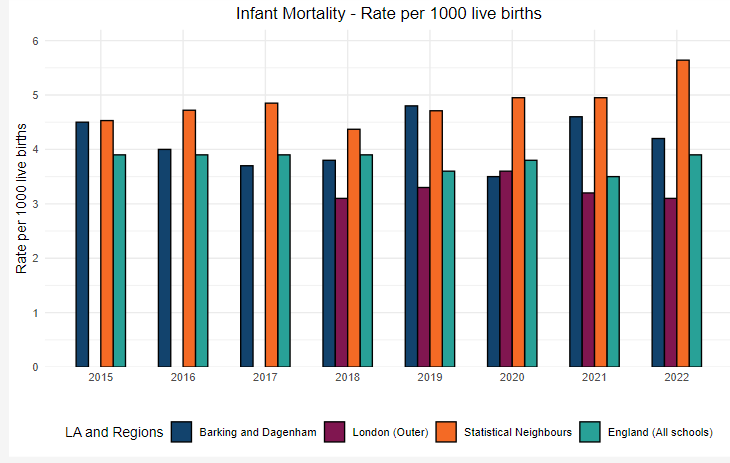 Infant Mortality - Rate per 1000 live births
Rate per 1000 live births
6
5
4
3
2
1
0
2015 2016 2017 2018 2019 2020 2021 2022
LA and Regions Barking and Dagenham London (Outer) Statistical Neighbours England (All schools)